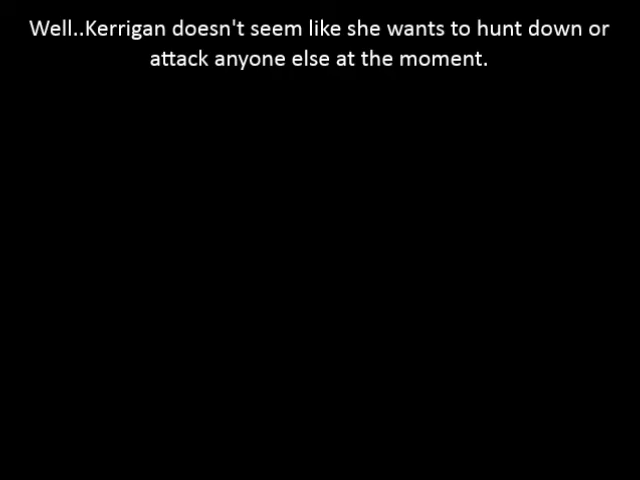 Well..Kerrigan doesn't seem like she wants to hunt down or
attack anyone else at the moment.